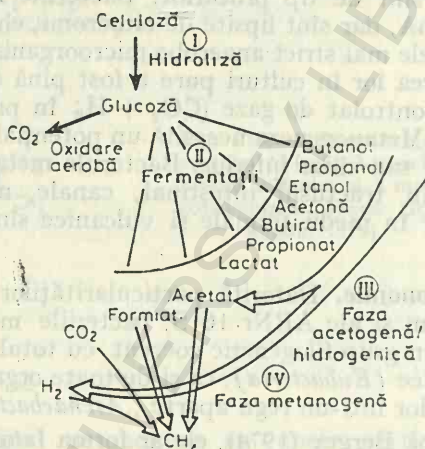 Celuloză
I
Hidroliză
Glucoză
CO₂
Oxidare
aerobă
II
Fermentații
Butanol
Propanol
Etanol
Acetonă
Butirat
Propionat
Lactat
Acetat
Formiat
III
Faza
acetogenă/
hidrogenică
CO₂
H₂
IV
Faza metanogenă
CH₄